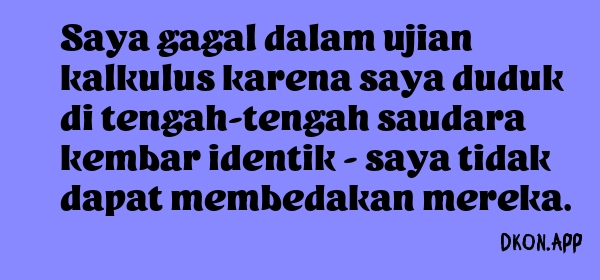 Saya gagal dalam ujian
kalkulus karena saya duduk
di tengah-tengah saudara
kembar identik - saya tidak
dapat membedakan mereka.
DKON.APP